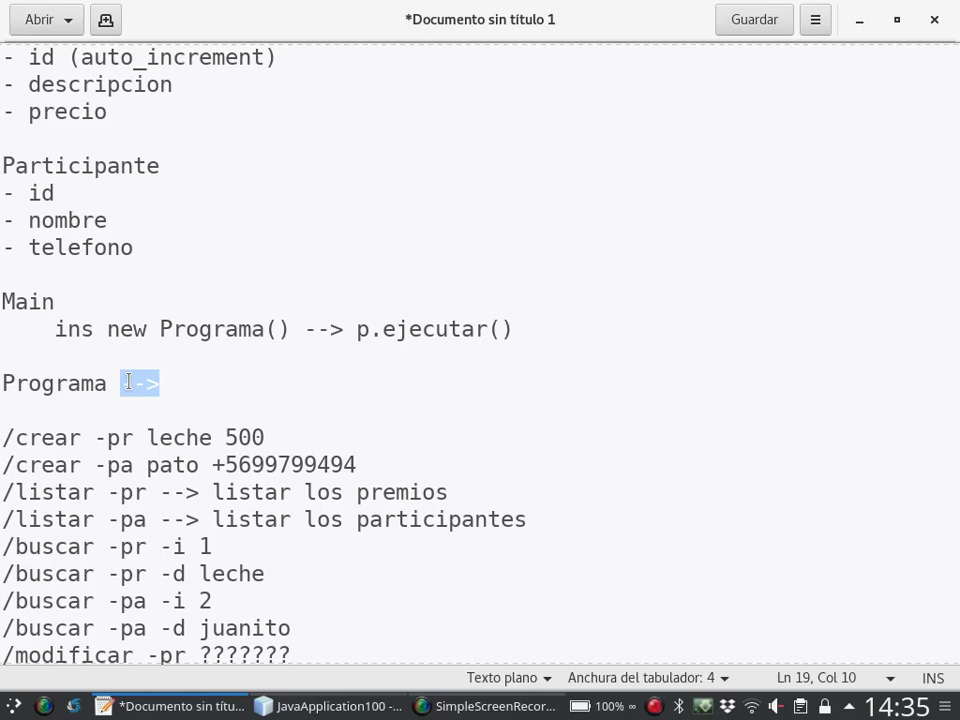 Abrir
*Documento sin título 1
Guardar
- id (auto_increment)
- descripcion
- precio
Participante
- id
- nombre
- telefono
Main
ins new Programa() --> p.ejecutar()
Programa -->
/crear -pr leche 500
/crear -pa pato +5699799494
/listar -pr --> listar los premios
/listar -pa --> listar los participantes
/buscar -pr -i 1
/buscar -pr -d leche
/buscar -pa -i 2
/buscar -pa -d juanito
/modificar -pr ???????
Texto plano
Anchura del tabulador: 4
Ln 19, Col 10
INS
*Documento sin títu...
JavaApplication100 -...
SimpleScreenRecor...
100% ∞
14:35